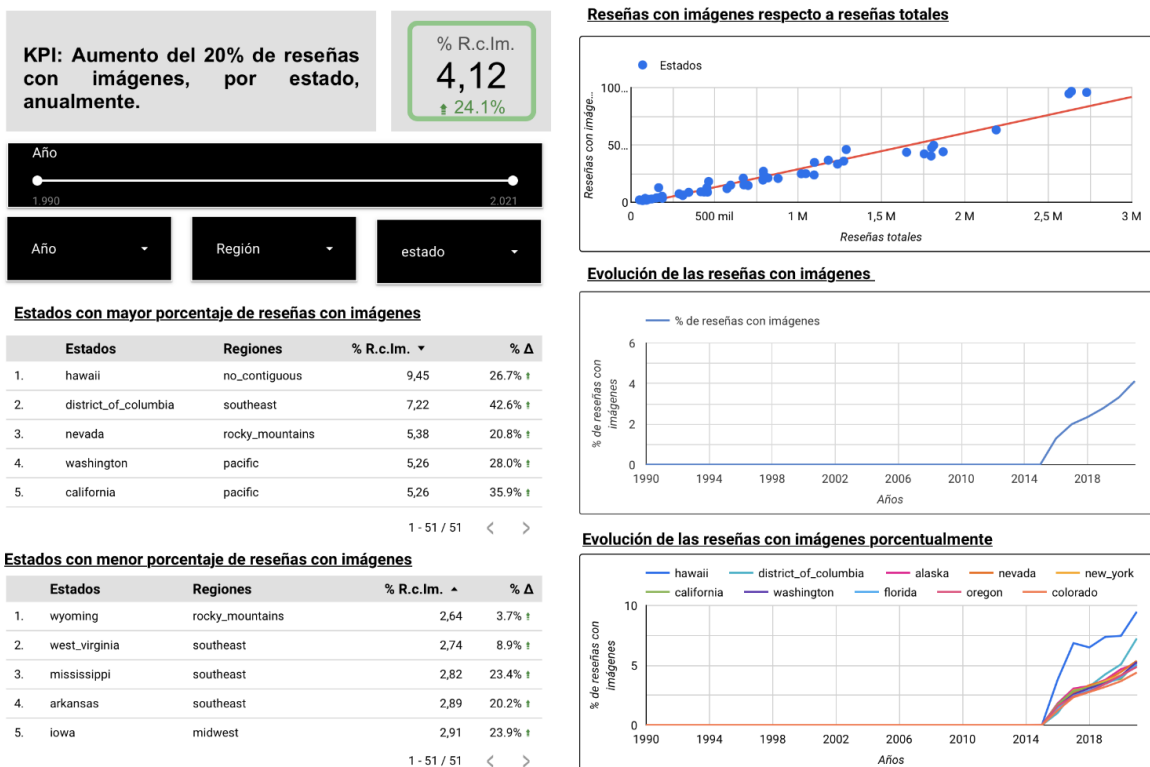 KPI: Aumento del 20% de reseñas
con imágenes, por estado,
anualmente.
% R.c.Im.
4,12
24.1%
Año
1.990
2.021
Año
Región
estado
Estados con mayor porcentaje de reseñas con imágenes
Estados Regiones % R.c.Im. % Δ
1. hawaii no_contiguous 9,45 26.7%
2. district_of_columbia southeast 7,22 42.6%
3. nevada rocky_mountains 5,38 20.8%
4. washington pacific 5,26 28.0%
5. california pacific 5,26 35.9%
1 - 51 / 51
Estados con menor porcentaje de reseñas con imágenes
Estados Regiones % R.c.Im. % Δ
1. wyoming rocky_mountains 2,64 3.7%
2. west_virginia southeast 2,74 8.9%
3. mississippi southeast 2,82 23.4%
4. arkansas southeast 2,89 20.2%
5. iowa midwest 2,91 23.9%
1 - 51 / 51
Reseñas con imágenes respecto a reseñas totales
Estados
Reseñas con imáge…
100…
50…
0
0 500 mil 1 M 1,5 M 2 M 2,5 M 3 M
Reseñas totales
Evolución de las reseñas con imágenes
% de reseñas con imágenes
% de reseñas con
imágenes
6
4
2
0
1990 1994 1998 2002 2006 2010 2014 2018
Años
Evolución de las reseñas con imágenes porcentualmente
hawaii district_of_columbia alaska nevada new_york
california washington florida oregon colorado
% de reseñas con
imágenes
10
5
0
1990 1994 1998 2002 2006 2010 2014 2018
Años